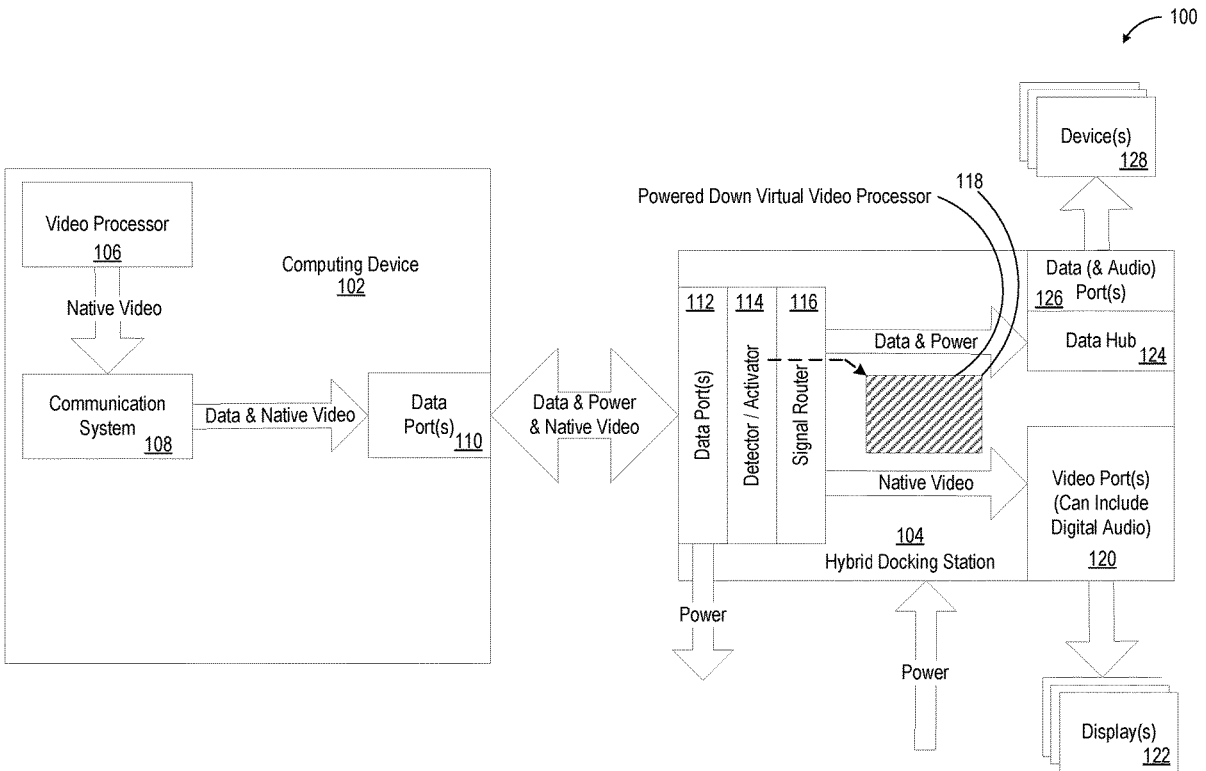 100
Device(s)
128
Powered Down Virtual Video Processor
118
Video Processor
106
Computing Device
102
Native Video
Communication
System
108
Data & Native Video
Data
Port(s)
110
Data & Power
& Native Video
112
114
116
Data Port(s)
Detector / Activator
Signal Router
Data & Power
Native Video
Data (& Audio)
126
Port(s)
Data Hub
124
Video Port(s)
(Can Include
Digital Audio)
120
104
Hybrid Docking Station
Power
Power
Display(s)
122